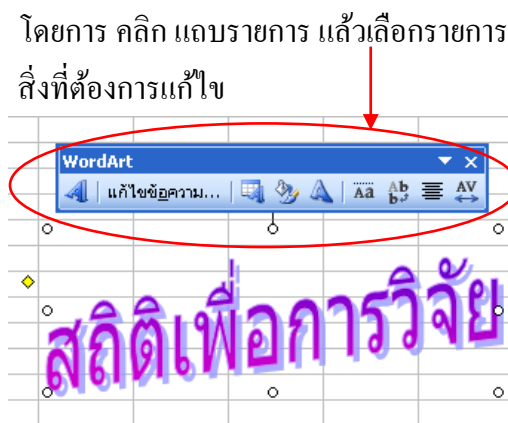 โดยการ คลิก แถบรายการ แล้วเลือกรายการ
สิ่งที่ต้องการแก้ไข
WordArt
แก้ไขข้อความ... Aa Ab b AV
สถิติเพื่อการวิจัย